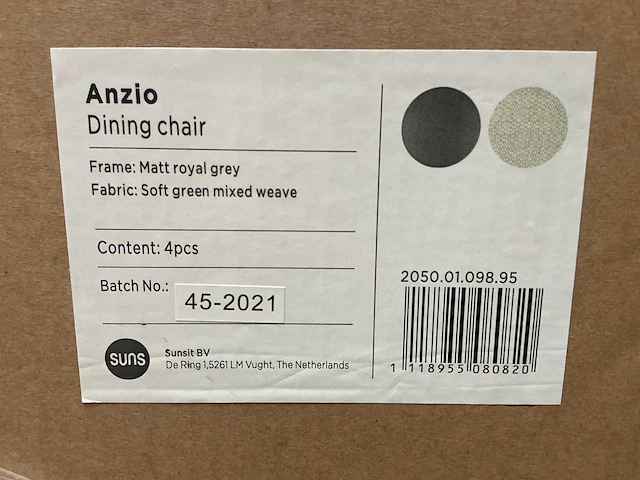 Anzio
Dining chair
Frame: Matt royal grey
Fabric: Soft green mixed weave
Content: 4pcs
Batch No.: 45-2021
suns
Sunsit BV
De Ring 1,5261 LM Vught, The Netherlands
2050.01.098.95
1 118955 080820